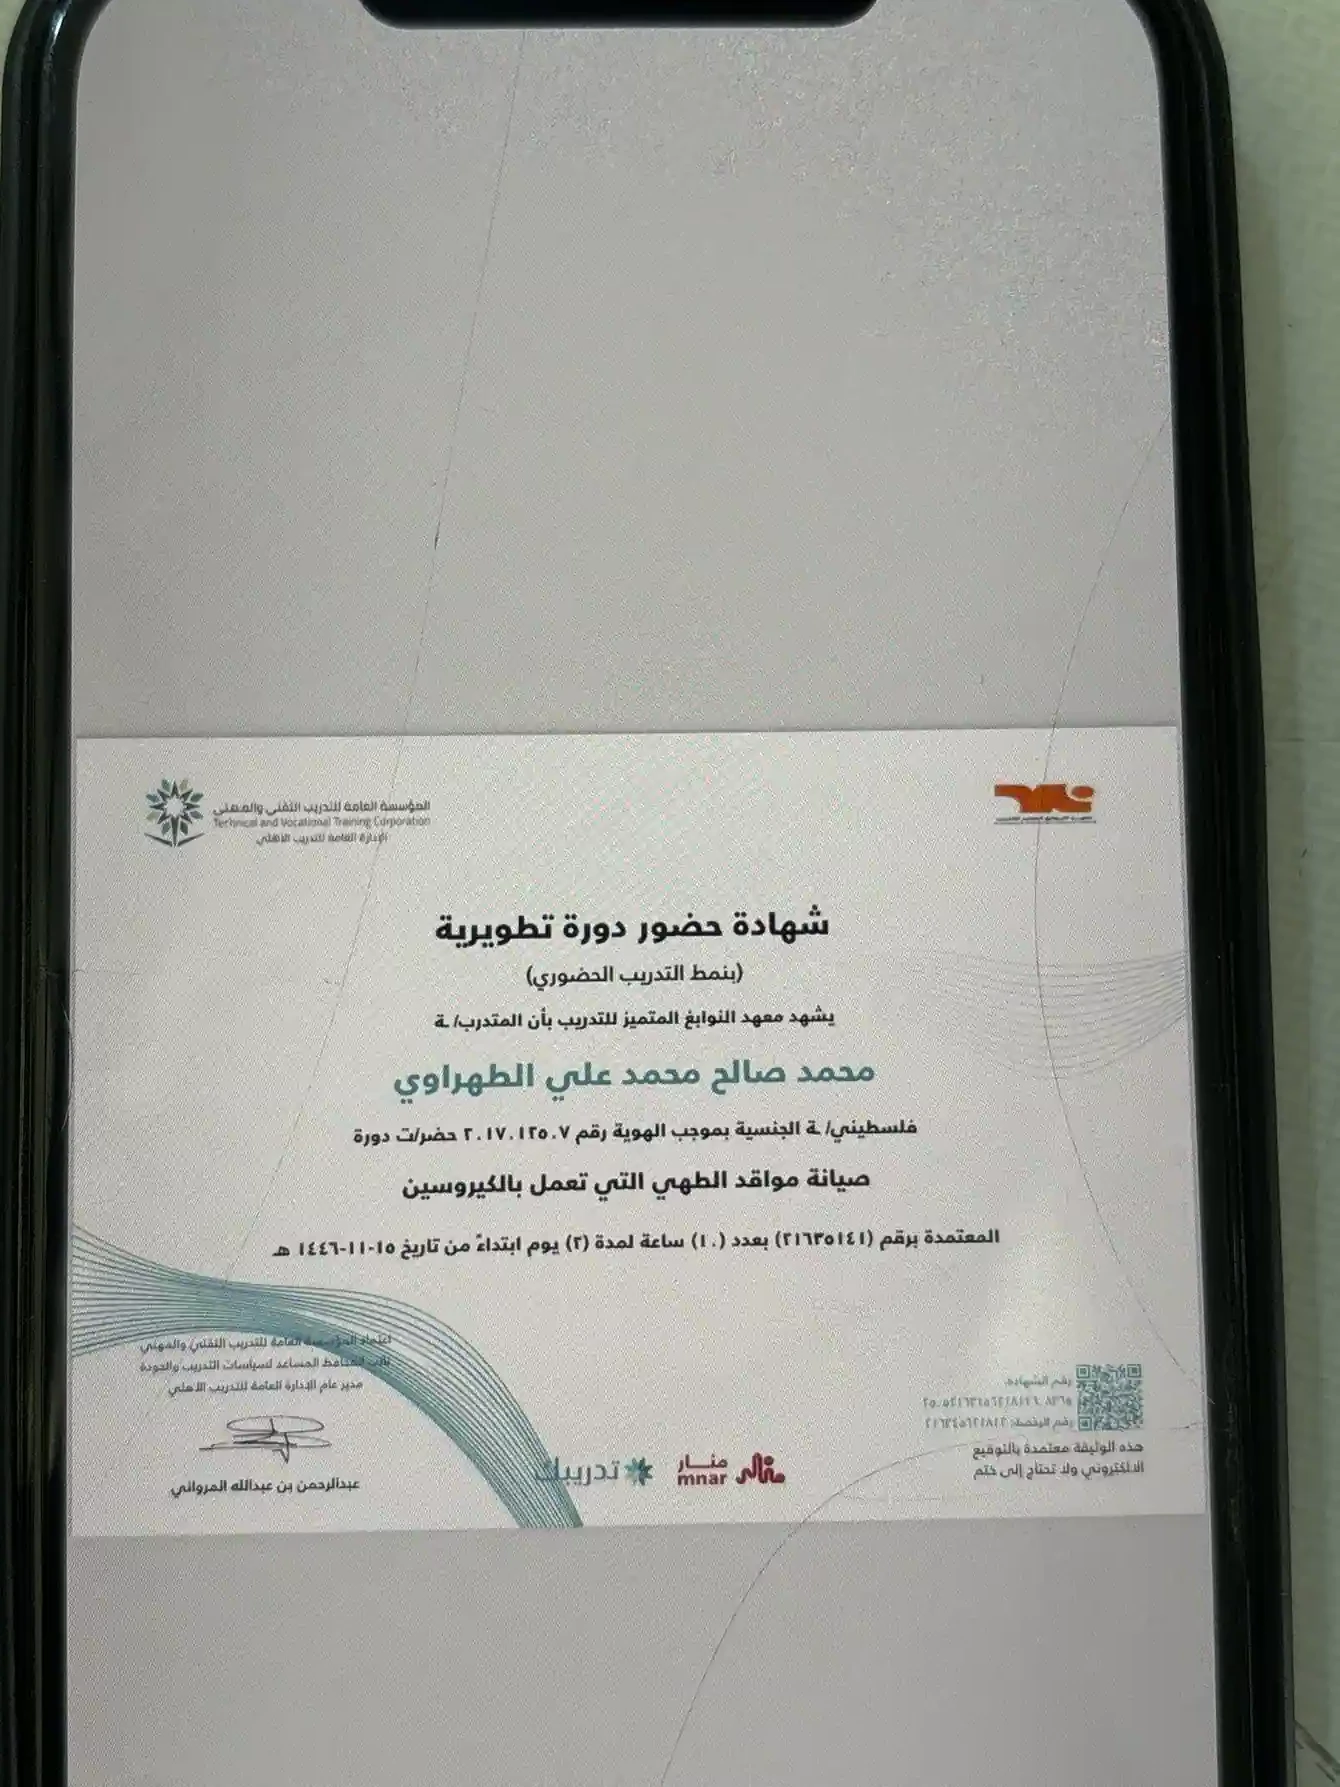 المؤسسة العامة للتدريب التقني والمهني
Technical and Vocational Training Corporation
الإدارة العامة للتدريب الأهلي
شهادة حضور دورة تطويرية
(بنمط التدريب الحضوري)
يشهد معهد النوابغ المتميز للتدريب بأن المتدرب/ ـة
محمد صالح محمد علي الطهراوي
فلسطيني/ ـة الجنسية بموجب الهوية رقم ٢٠١٧٠١٢٥٠٧ حضر/ت دورة
صيانة مواقد الطهي التي تعمل بالكيروسين
المعتمدة برقم (٢١٦٣٥١٤١) بعدد (١٠) ساعة لمدة (٢) يوم ابتداءً من تاريخ ١٥-١١-١٤٤٦ هـ
اعتماد المؤسسة العامة للتدريب التقني والمهني
نائب المحافظ المساعد لسياسات التدريب والجودة
مدير عام الإدارة العامة للتدريب الأهلي
عبدالرحمن بن عبدالله المرواني
تدريبك
منار
mnar
رقم الشهادة:
رقم الرخصة:
هذه الوثيقة معتمدة بالتوقيع
الالكتروني ولا تحتاج إلى ختم